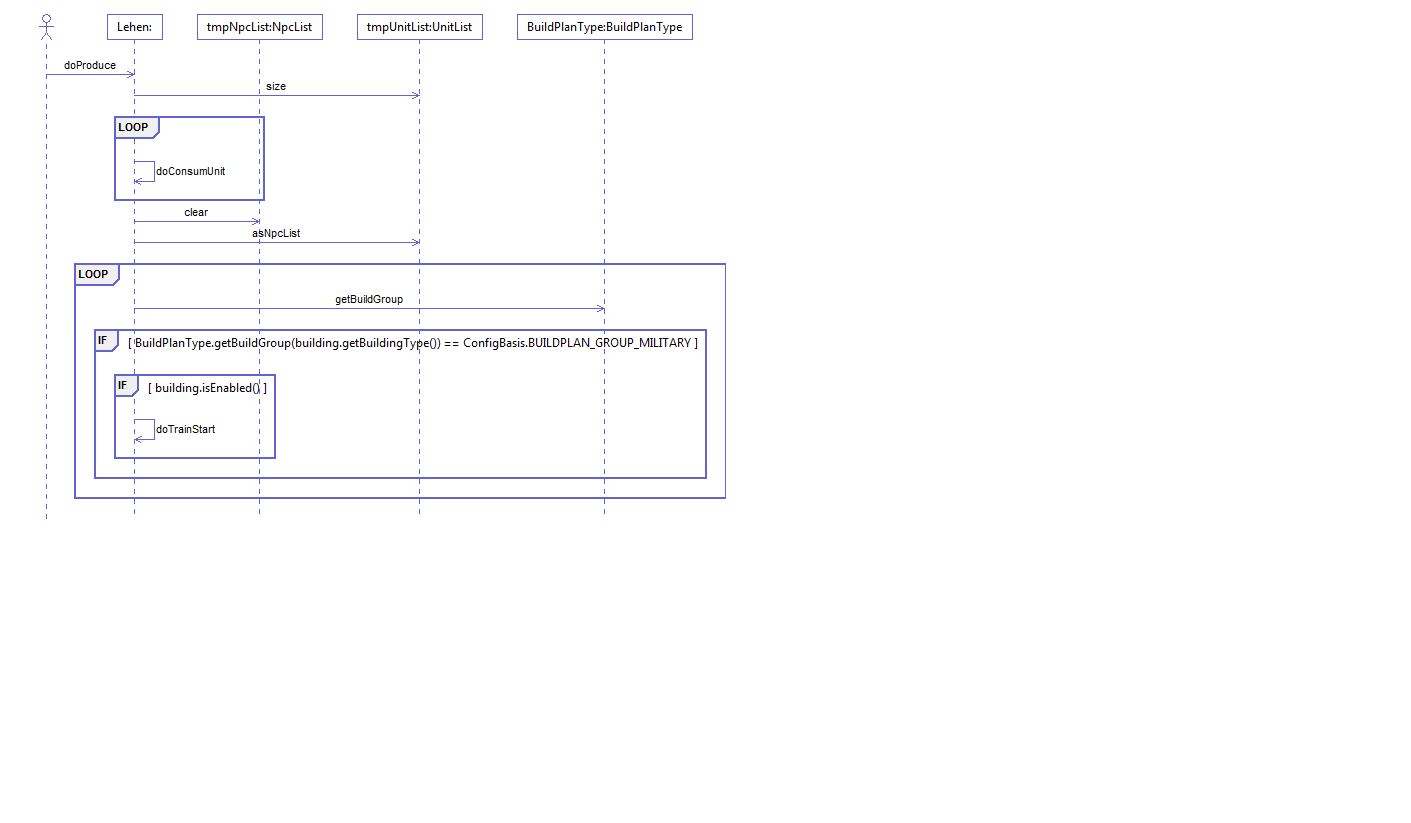 Lehen:
tmpNpcList:NpcList
tmpUnitList:UnitList
BuildPlanType:BuildPlanType
doProduce
size
LOOP
doConsumUnit
clear
asNpcList
LOOP
getBuildGroup
IF
[ BuildPlanType.getBuildGroup(building.getBuildingType()) == ConfigBasis.BUILDPLAN_GROUP_MILITARY ]
IF
[ building.isEnabled() ]
doTrainStart